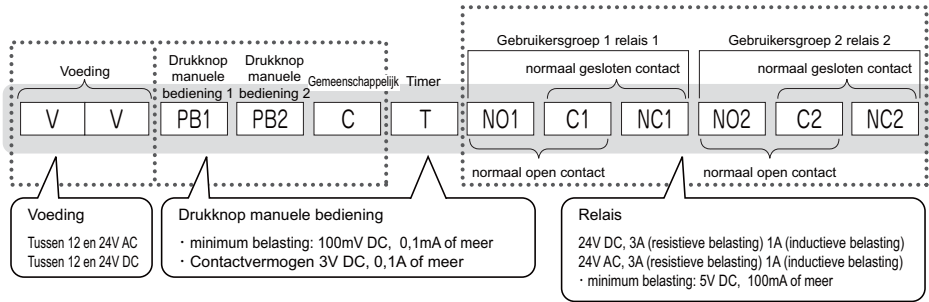 Gebruikersgroep 1 relais 1
Gebruikersgroep 2 relais 2
Voeding
Drukknop
manuele
bediening 1
Drukknop
manuele
bediening 2
Gemeenschappelijk
Timer
normaal gesloten contact
normaal gesloten contact
V V PB1 PB2 C T NO1 C1 NC1 NO2 C2 NC2
normaal open contact
normaal open contact
Voeding
Tussen 12 en 24V AC
Tussen 12 en 24V DC
Drukknop manuele bediening
· minimum belasting: 100mV DC, 0,1mA of meer
· Contactvermogen 3V DC, 0,1A of meer
Relais
24V DC, 3A (resistieve belasting) 1A (inductieve belasting)
24V AC, 3A (resistieve belasting) 1A (inductieve belasting)
· minimum belasting: 5V DC, 100mA of meer